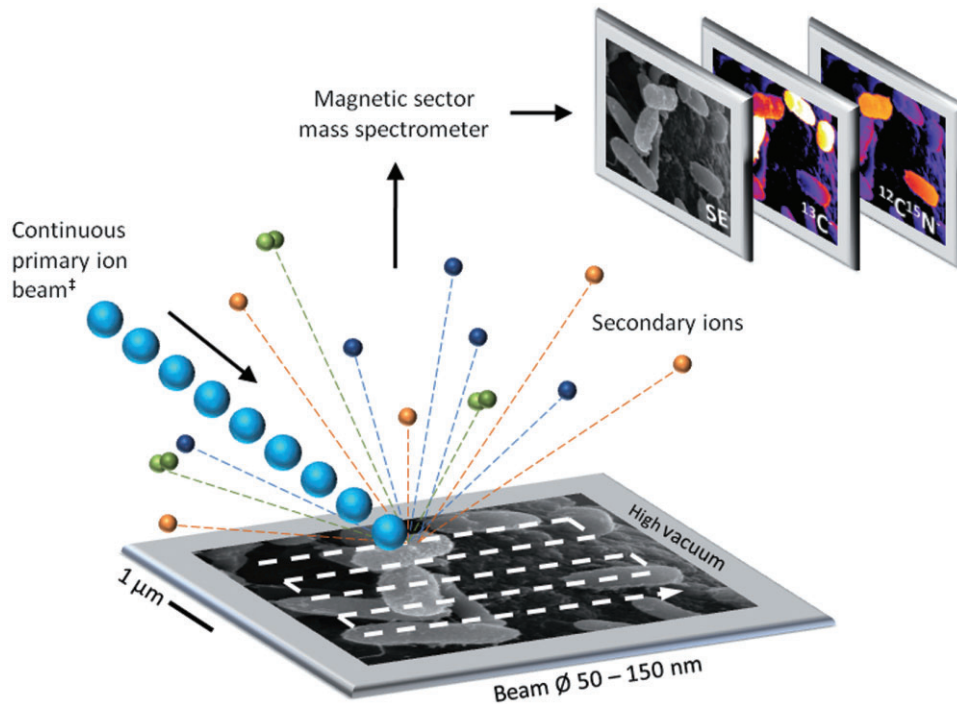 Magnetic sector
mass spectrometer
SE
13C
12C15N
Continuous
primary ion
beam‡
Secondary ions
High vacuum
1 µm
Beam Ø 50 – 150 nm